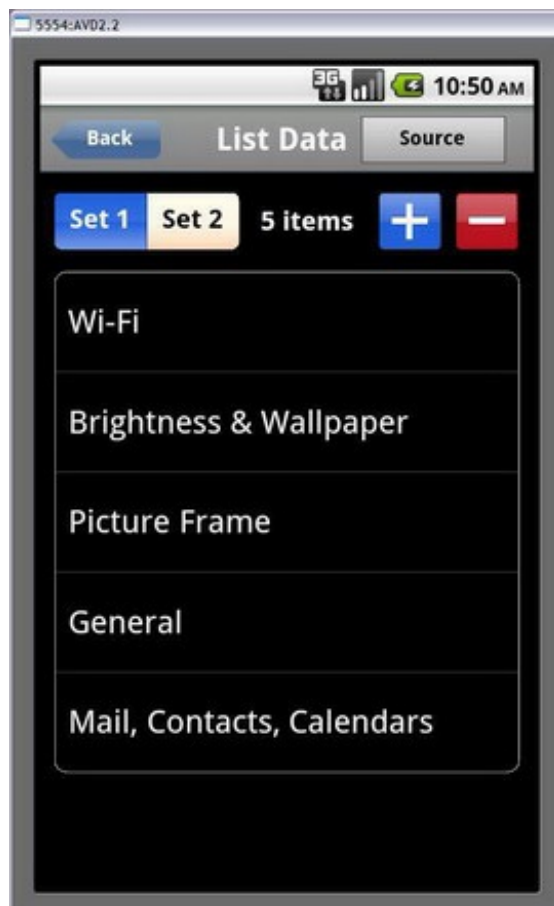 5554:AVD2.2
3G 10:50 AM
Back List Data Source
Set 1 Set 2 5 items + −
Wi-Fi
Brightness & Wallpaper
Picture Frame
General
Mail, Contacts, Calendars